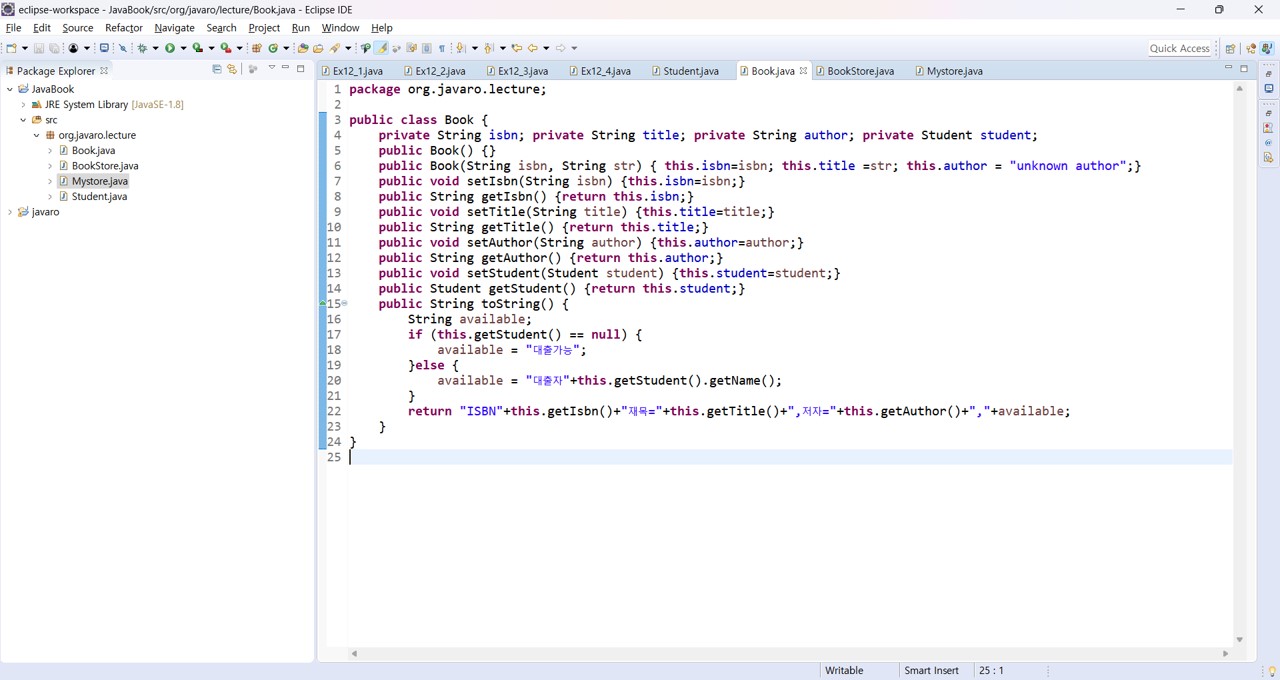 eclipse-workspace - JavaBook/src/org/javaro/lecture/Book.java - Eclipse IDE
File Edit Source Refactor Navigate Search Project Run Window Help
Quick Access
Package Explorer
JavaBook
JRE System Library [JavaSE-1.8]
src
org.javaro.lecture
Book.java
BookStore.java
Mystore.java
Student.java
javaro
Ex12_1.java Ex12_2.java Ex12_3.java Ex12_4.java Student.java Book.java BookStore.java Mystore.java
1 package org.javaro.lecture;
2
3 public class Book {
4 private String isbn; private String title; private String author; private Student student;
5 public Book() {}
6 public Book(String isbn, String str) { this.isbn=isbn; this.title =str; this.author = "unknown author";}
7 public void setIsbn(String isbn) {this.isbn=isbn;}
8 public String getIsbn() {return this.isbn;}
9 public void setTitle(String title) {this.title=title;}
10 public String getTitle() {return this.title;}
11 public void setAuthor(String author) {this.author=author;}
12 public String getAuthor() {return this.author;}
13 public void setStudent(Student student) {this.student=student;}
14 public Student getStudent() {return this.student;}
15 public String toString() {
16 String available;
17 if (this.getStudent() == null) {
18 available = "대출가능";
19 }else {
20 available = "대출자"+this.getStudent().getName();
21 }
22 return "ISBN"+this.getIsbn()+"재목="+this.getTitle()+",저자="+this.getAuthor()+","+available;
23 }
24 }
25
Writable Smart Insert 25 : 1